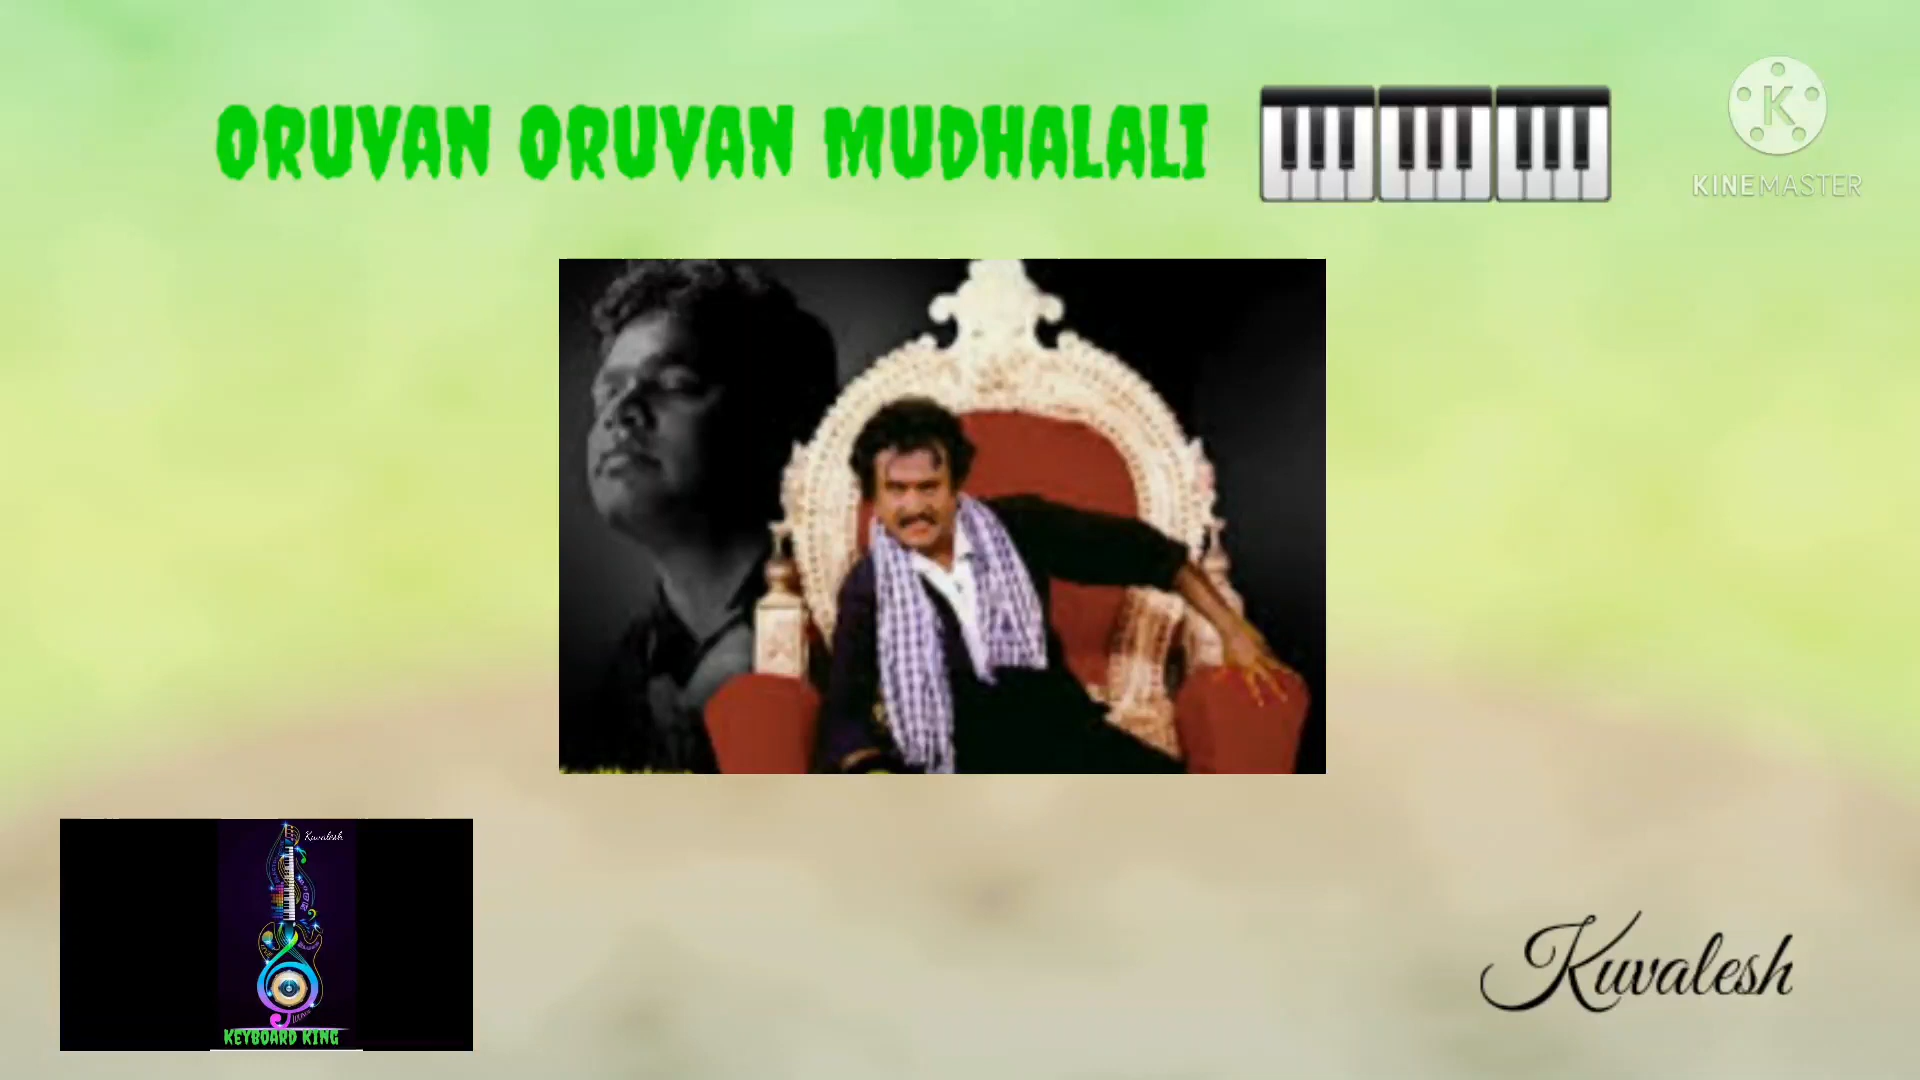 ORUVAN ORUVAN MUDHALALI
KINEMASTER
Kuvalesh
KEYBOARD KING
Kuvalesh